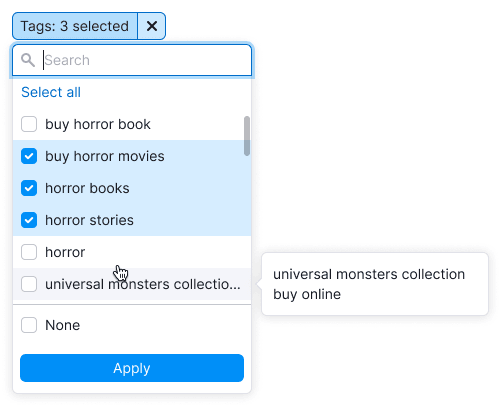 Tags: 3 selected
Search
Select all
buy horror book
buy horror movies
horror books
horror stories
horror
universal monsters collectio...
universal monsters collection
buy online
None
Apply